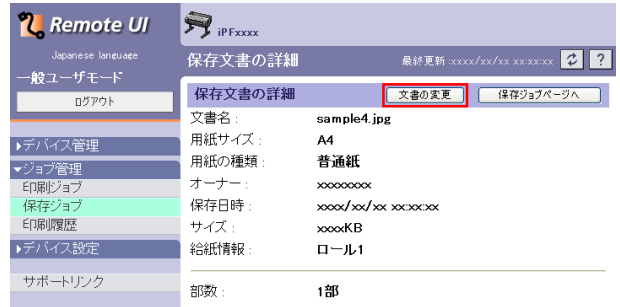 Remote UI
iPFxxxx
Japanese language
保存文書の詳細
最終更新 :xxxx/xx/xx xx:xx:xx
?
一般ユーザモード
ログアウト
保存文書の詳細
文書の変更
保存ジョブページへ
文書名 :
sample4.jpg
デバイス管理
用紙サイズ :
A4
ジョブ管理
用紙の種類 :
普通紙
印刷ジョブ
オーナー :
xxxxxxxx
保存ジョブ
保存日時 :
xxxx/xx/xx xx:xx:xx
印刷履歴
サイズ :
xxxxKB
デバイス設定
給紙情報 :
ロール1
サポートリンク
部数 :
1部